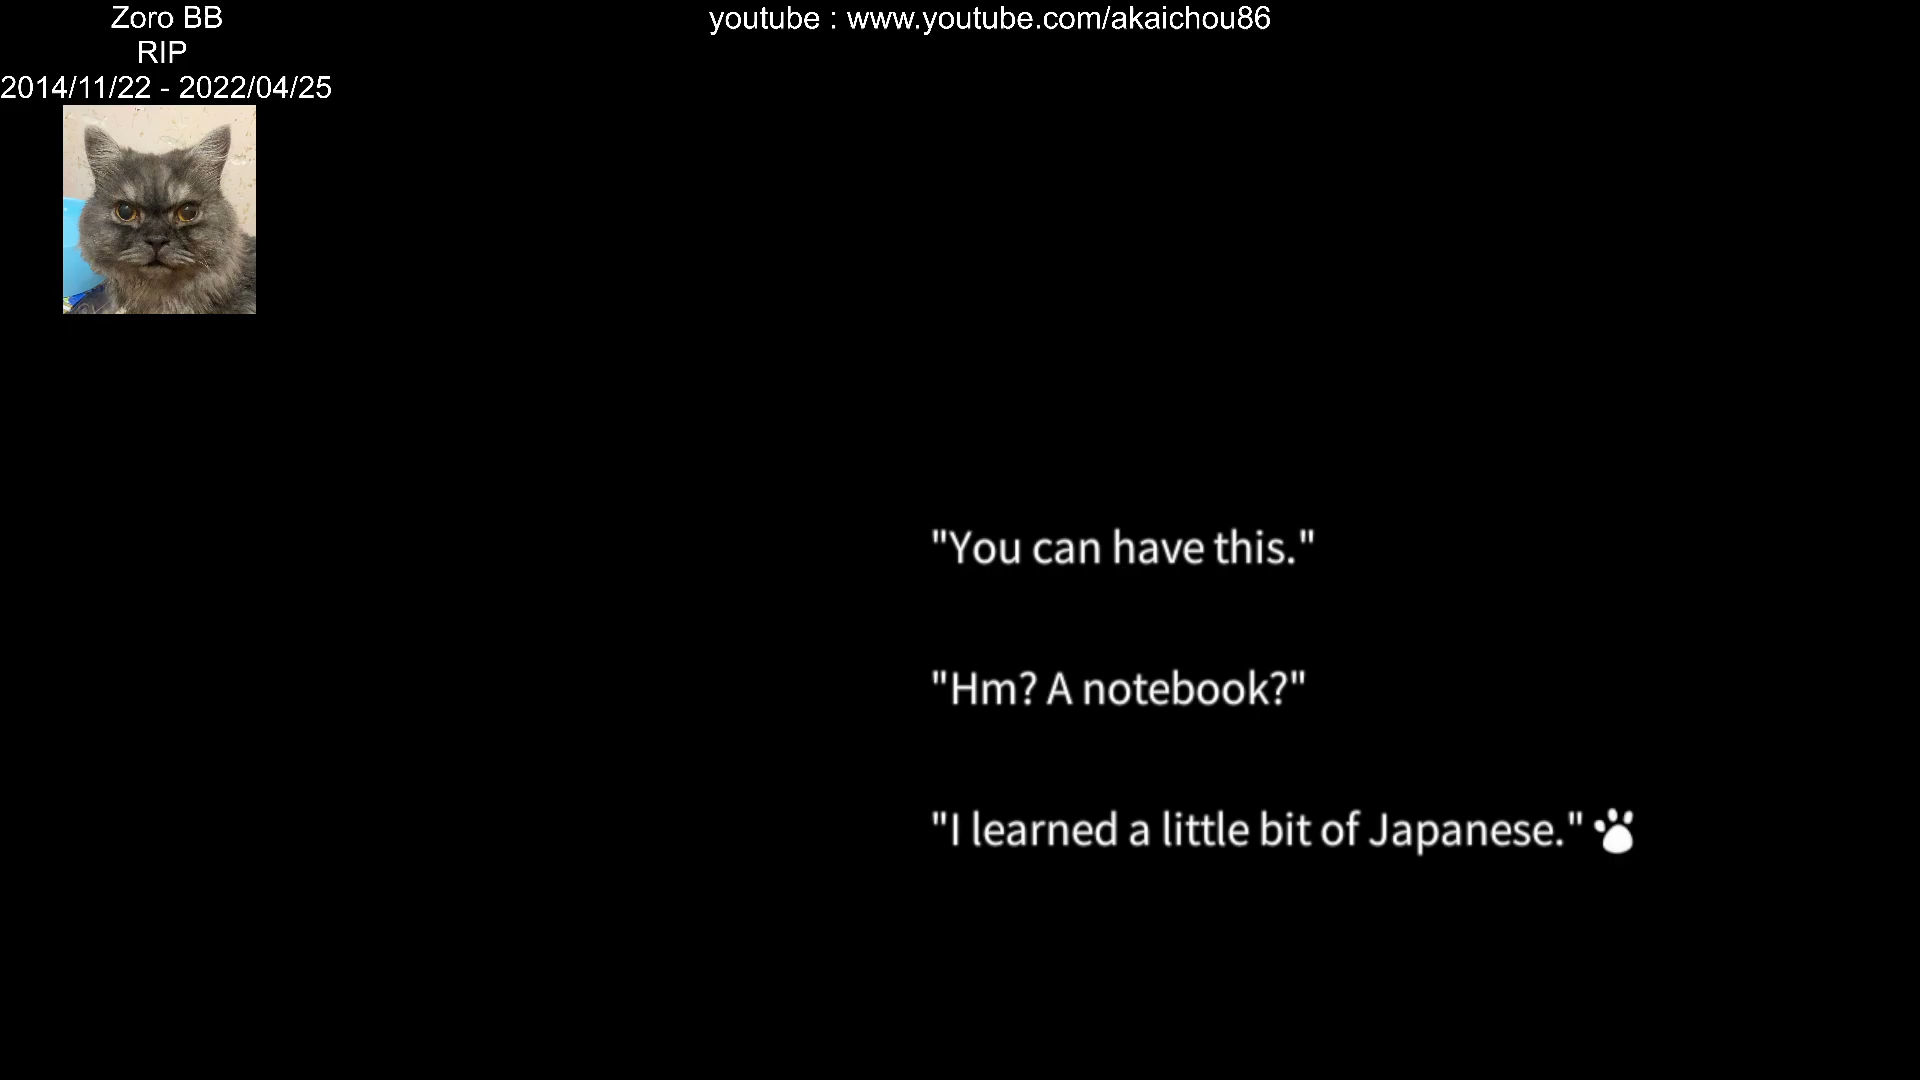 Zoro BB
RIP
2014/11/22 - 2022/04/25
youtube : www.youtube.com/akaichou86
"You can have this."
"Hm? A notebook?"
"I learned a little bit of Japanese."